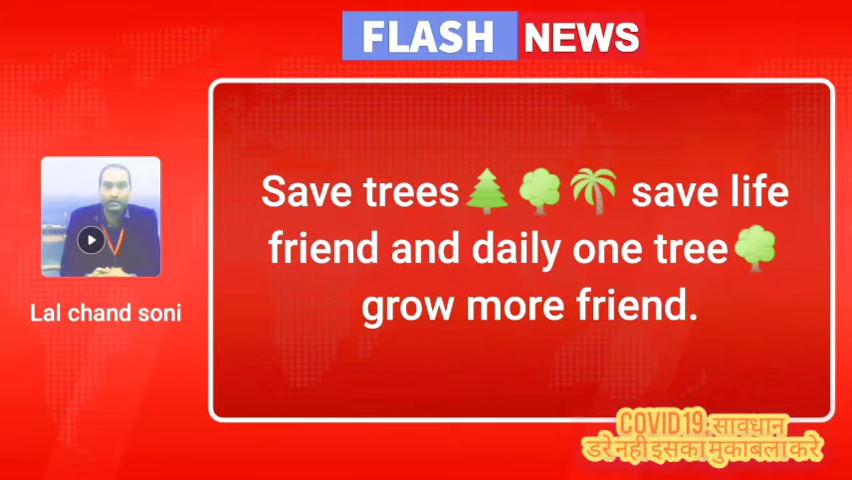 FLASH NEWS
Save trees🌲🌳🌴 save life
friend and daily one tree🌳
grow more friend.
Lal chand soni
COVID19 सावधान
डरे नही इसका मुकाबला करे